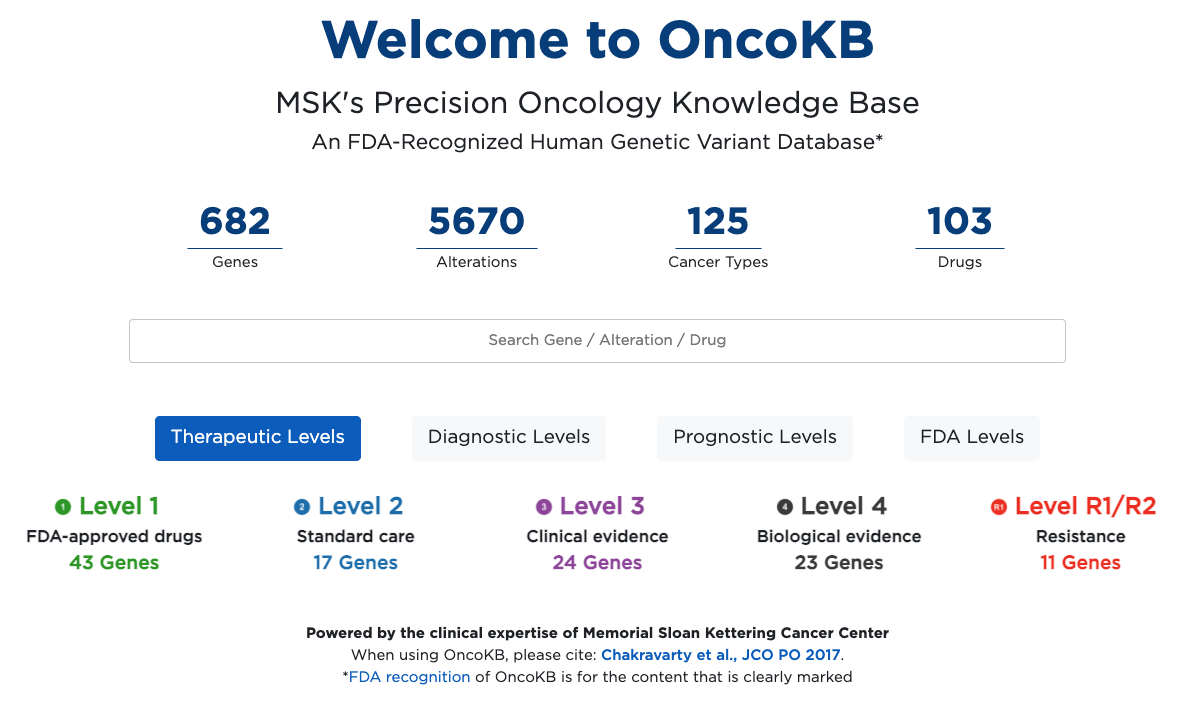 Welcome to OncoKB
MSK's Precision Oncology Knowledge Base
An FDA-Recognized Human Genetic Variant Database*
682
Genes
5670
Alterations
125
Cancer Types
103
Drugs
Search Gene / Alteration / Drug
Therapeutic Levels
Diagnostic Levels
Prognostic Levels
FDA Levels
1 Level 1
FDA-approved drugs
43 Genes
2 Level 2
Standard care
17 Genes
3 Level 3
Clinical evidence
24 Genes
4 Level 4
Biological evidence
23 Genes
R1 Level R1/R2
Resistance
11 Genes
Powered by the clinical expertise of Memorial Sloan Kettering Cancer Center
When using OncoKB, please cite: Chakravarty et al., JCO PO 2017.
*FDA recognition of OncoKB is for the content that is clearly marked